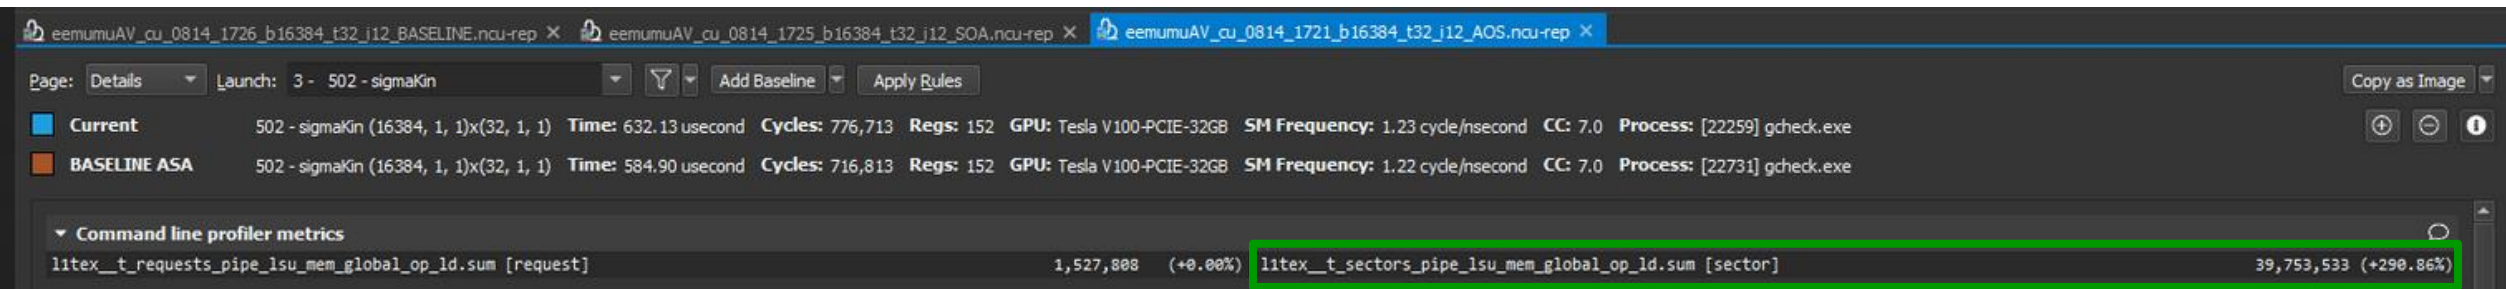 eemumuAV_cu_0814_1726_b16384_t32_i12_BASELINE.ncu-rep × eemumuAV_cu_0814_1725_b16384_t32_i12_SOA.ncu-rep × eemumuAV_cu_0814_1721_b16384_t32_i12_AOS.ncu-rep ×
Page: Details Launch: 3 - 502 - sigmaKin Add Baseline Apply Rules Copy as Image
Current 502 - sigmaKin (16384, 1, 1)x(32, 1, 1) Time: 632.13 usecond Cycles: 776,713 Regs: 152 GPU: Tesla V100-PCIE-32GB SM Frequency: 1.23 cycle/nsecond CC: 7.0 Process: [22259] gcheck.exe
BASELINE ASA 502 - sigmaKin (16384, 1, 1)x(32, 1, 1) Time: 584.90 usecond Cycles: 716,813 Regs: 152 GPU: Tesla V100-PCIE-32GB SM Frequency: 1.22 cycle/nsecond CC: 7.0 Process: [22731] gcheck.exe
Command line profiler metrics
l1tex__t_requests_pipe_lsu_mem_global_op_ld.sum [request] 1,527,808 (+0.00%) l1tex__t_sectors_pipe_lsu_mem_global_op_ld.sum [sector] 39,753,533 (+290.86%)